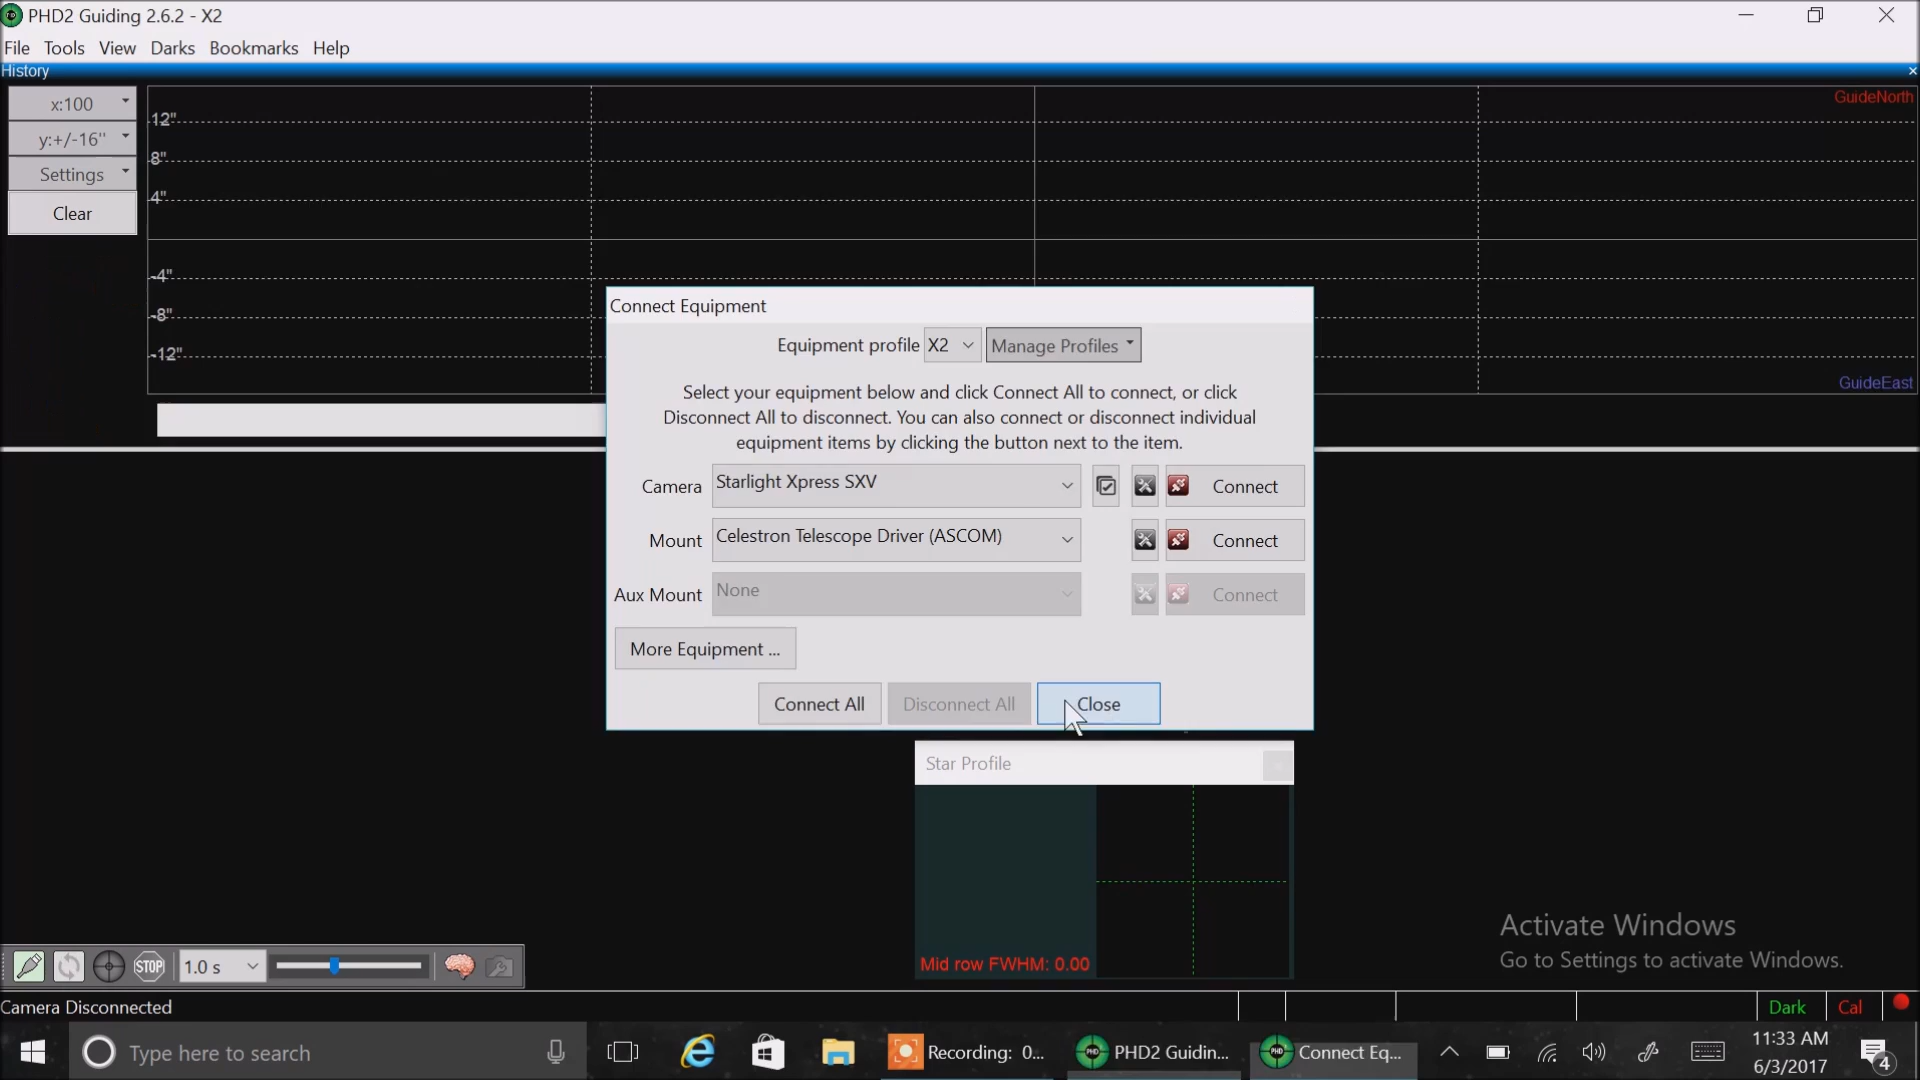 PHD2 Guiding 2.6.2 - X2
File Tools View Darks Bookmarks Help
History
x:100
y:+/-16"
Settings
Clear
12"
8"
4"
-4"
-8"
-12"
GuideNorth
GuideEast
Connect Equipment
Equipment profile X2 Manage Profiles
Select your equipment below and click Connect All to connect, or click
Disconnect All to disconnect. You can also connect or disconnect individual
equipment items by clicking the button next to the item.
Camera Starlight Xpress SXV Connect
Mount Celestron Telescope Driver (ASCOM) Connect
Aux Mount None Connect
More Equipment ...
Connect All Disconnect All Close
Star Profile
Mid row FWHM: 0.00
Activate Windows
Go to Settings to activate Windows.
STOP 1.0 s
Camera Disconnected
Dark Cal
Type here to search
Recording: 0...
PHD PHD2 Guidin...
PHD Connect Eq...
11:33 AM
6/3/2017
4